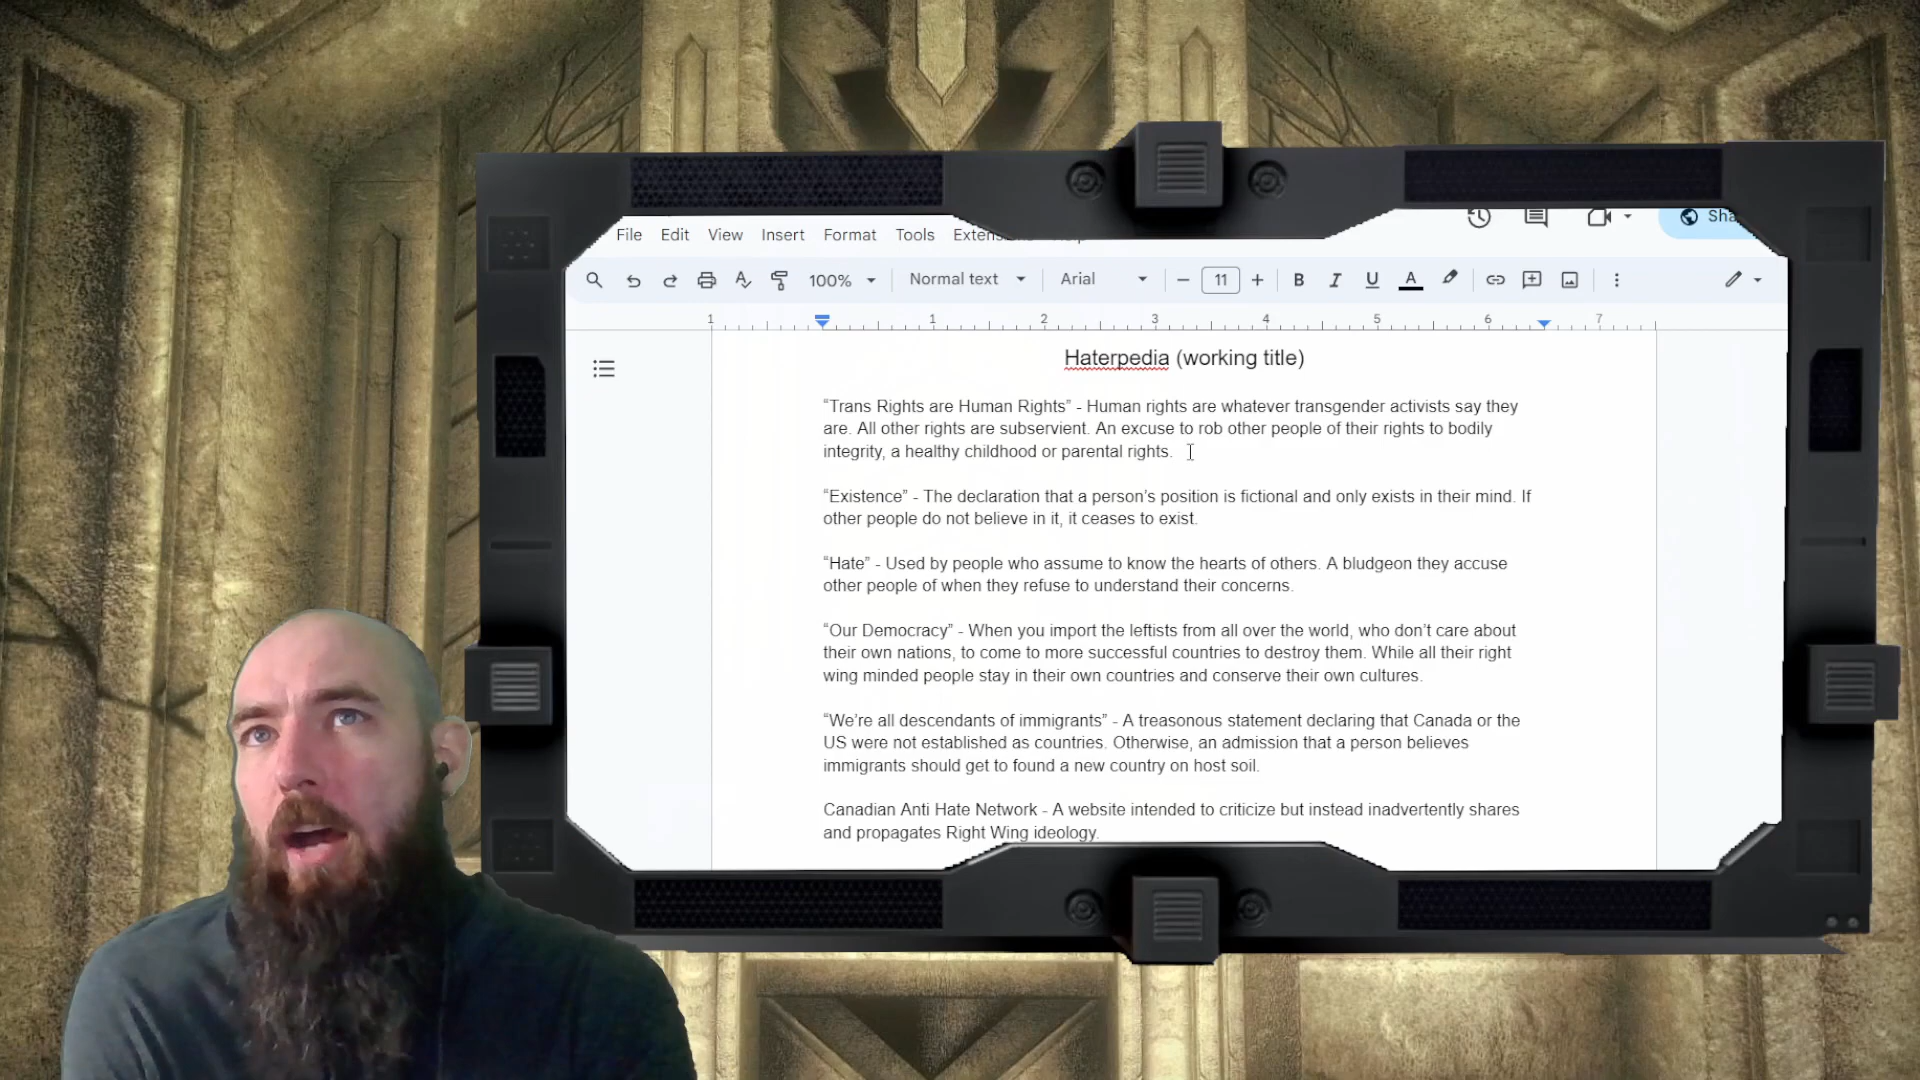 Sha
File Edit View Insert Format Tools
100% Normal text Arial 11
1 1 2 3 4 5 6 7
Haterpedia (working title)
“Trans Rights are Human Rights” - Human rights are whatever transgender activists say they
are. All other rights are subservient. An excuse to rob other people of their rights to bodily
integrity, a healthy childhood or parental rights.
“Existence” - The declaration that a person’s position is fictional and only exists in their mind. If
other people do not believe in it, it ceases to exist.
“Hate” - Used by people who assume to know the hearts of others. A bludgeon they accuse
other people of when they refuse to understand their concerns.
“Our Democracy” - When you import the leftists from all over the world, who don’t care about
their own nations, to come to more successful countries to destroy them. While all their right
wing minded people stay in their own countries and conserve their own cultures.
“We’re all descendants of immigrants” - A treasonous statement declaring that Canada or the
US were not established as countries. Otherwise, an admission that a person believes
immigrants should get to found a new country on host soil.
Canadian Anti Hate Network - A website intended to criticize but instead inadvertently shares
and propagates Right Wing ideology.